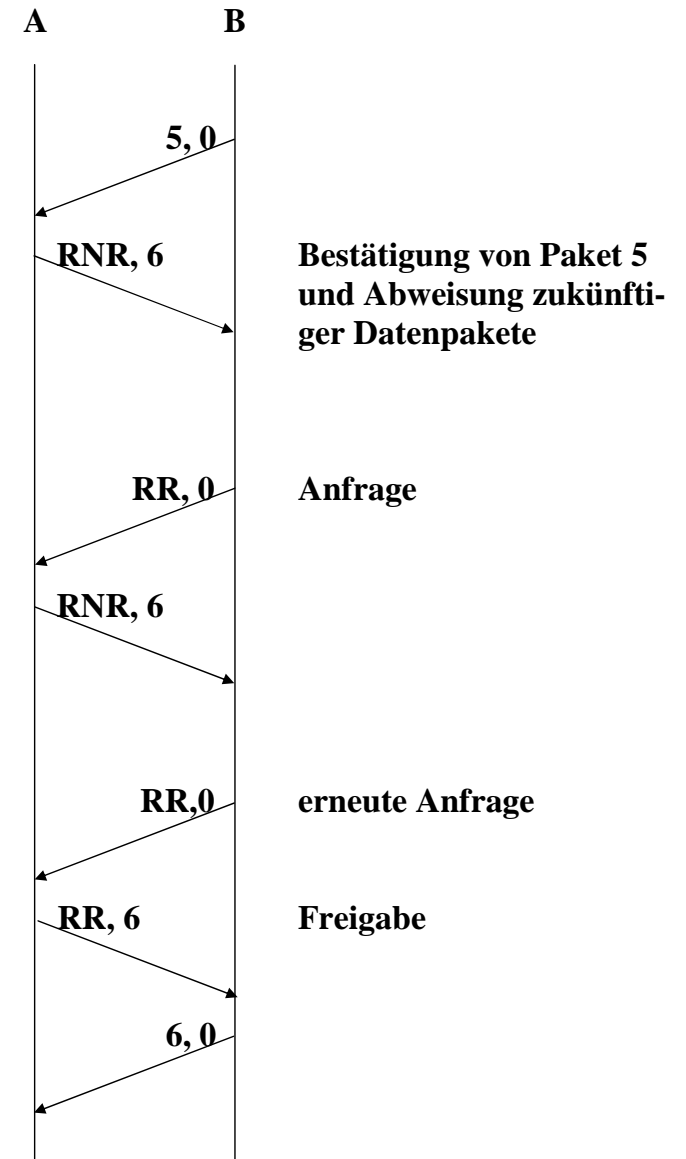 A B
5, 0
RNR, 6 Bestätigung von Paket 5
und Abweisung zukünfti-
ger Datenpakete
RR, 0 Anfrage
RNR, 6
RR,0 erneute Anfrage
RR, 6 Freigabe
6, 0